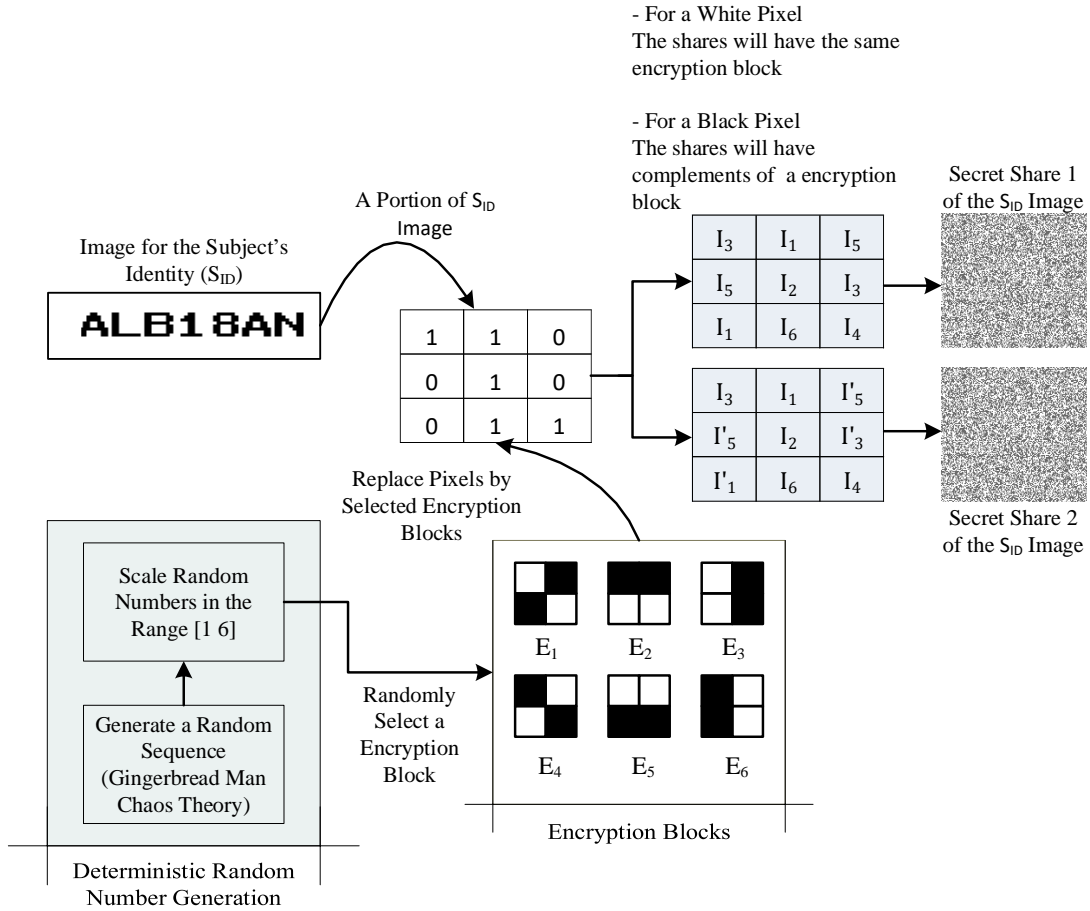 - For a White Pixel
The shares will have the same
encryption block
- For a Black Pixel
The shares will have
complements of  a encryption
block
Secret Share 1
of the S_ID Image
A Portion of S_ID
Image
Image for the Subject's
Identity (S_ID)
ALB18AN
1 1 0
0 1 0
0 1 1
I₃ I₁ I₅
I₅ I₂ I₃
I₁ I₆ I₄
I₃ I₁ I'₅
I'₅ I₂ I'₃
I'₁ I₆ I₄
Secret Share 2
of the S_ID Image
Replace Pixels by
Selected Encryption
Blocks
Scale Random
Numbers in the
Range [1 6]
Generate a Random
Sequence
(Gingerbread Man
Chaos Theory)
Randomly
Select a
Encryption
Block
E₁ E₂ E₃
E₄ E₅ E₆
Encryption Blocks
Deterministic Random
Number Generation